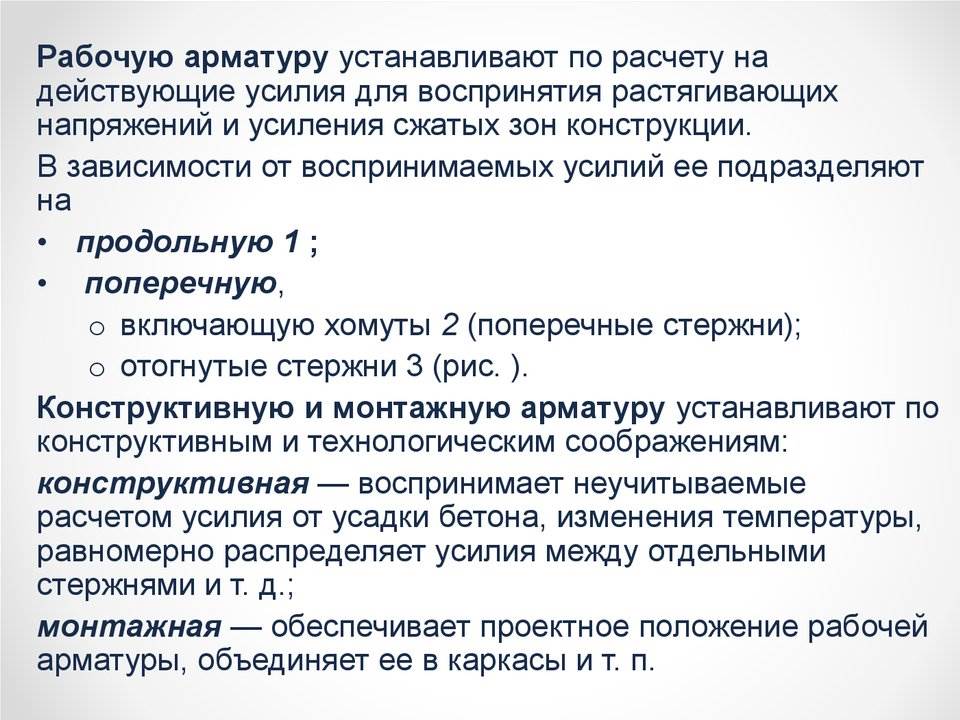 Рабочую арматуру устанавливают по расчету на
действующие усилия для восприятия растягивающих
напряжений и усиления сжатых зон конструкции.
В зависимости от воспринимаемых усилий ее подразделяют
на
• продольную 1 ;
• поперечную,
o включающую хомуты 2 (поперечные стержни);
o отогнутые стержни 3 (рис. ).
Конструктивную и монтажную арматуру устанавливают по
конструктивным и технологическим соображениям:
конструктивная — воспринимает неучитываемые
расчетом усилия от усадки бетона, изменения температуры,
равномерно распределяет усилия между отдельными
стержнями и т. д.;
монтажная — обеспечивает проектное положение рабочей
арматуры, объединяет ее в каркасы и т. п.